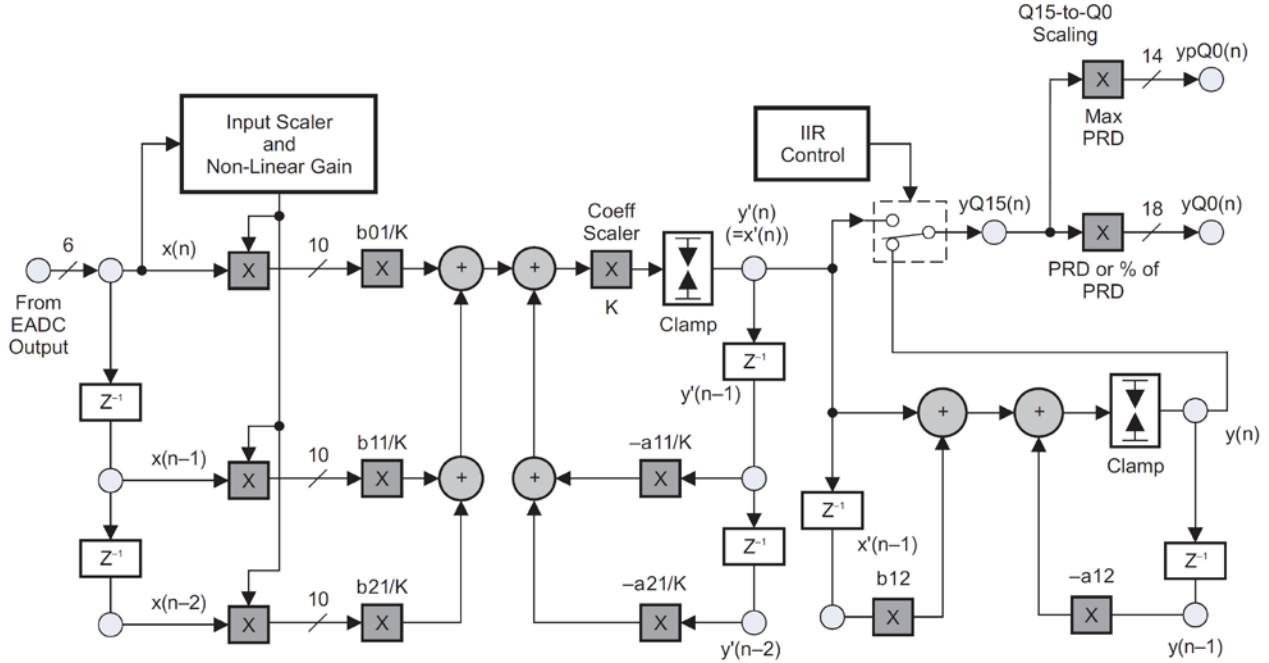 Q15-to-Q0
Scaling
14
ypQ0(n)
X
Max
PRD
Input Scaler
and
Non-Linear Gain
IIR
Control
Coeff
Scaler
y'(n)
(=x'(n))
yQ15(n)
18
yQ0(n)
X
PRD or % of
PRD
6
x(n)
X
10
b01/K
X
+
+
X
K
Clamp
From
EADC
Output
Z–1
Z–1
y'(n–1)
x(n–1)
X
10
b11/K
X
+
+
–a11/K
X
+
+
Clamp
y(n)
Z–1
Z–1
Z–1
x'(n–1)
Z–1
x(n–2)
X
10
b21/K
X
–a21/K
X
y'(n–2)
b12
X
–a12
X
y(n–1)